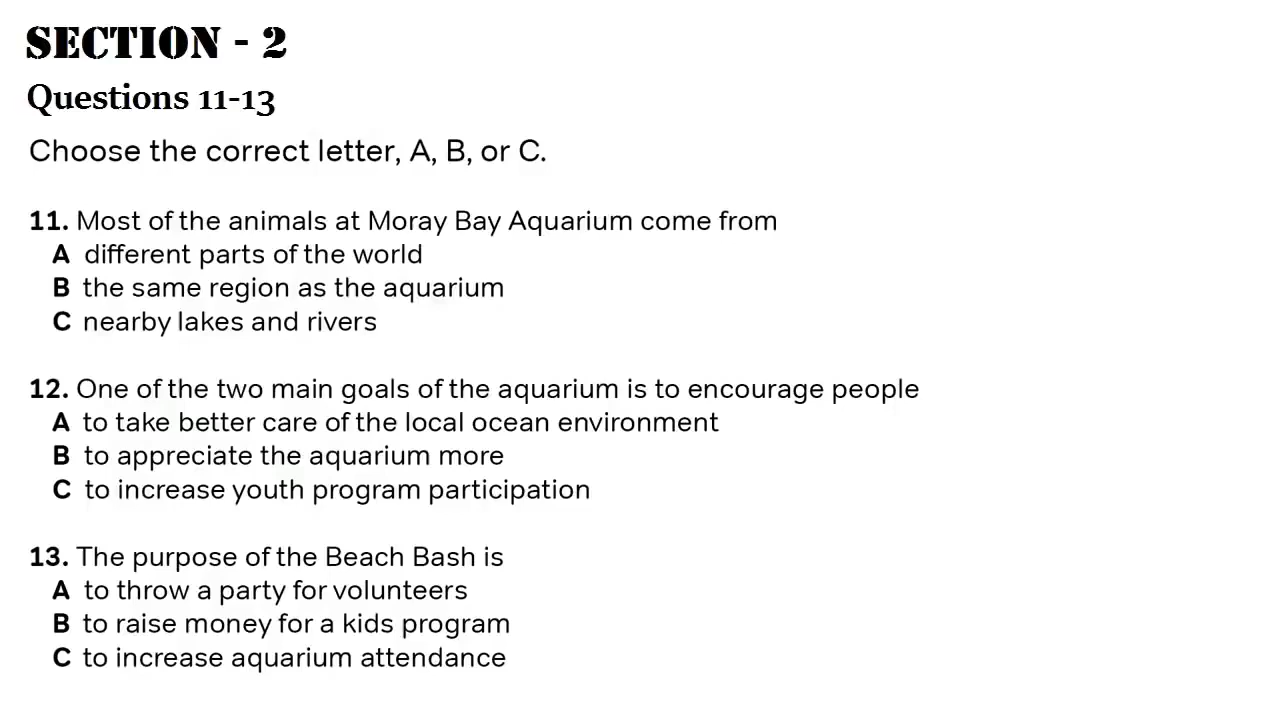 SECTION - 2
Questions 11-13
Choose the correct letter, A, B, or C.
11. Most of the animals at Moray Bay Aquarium come from
A different parts of the world
B the same region as the aquarium
C nearby lakes and rivers
12. One of the two main goals of the aquarium is to encourage people
A to take better care of the local ocean environment
B to appreciate the aquarium more
C to increase youth program participation
13. The purpose of the Beach Bash is
A to throw a party for volunteers
B to raise money for a kids program
C to increase aquarium attendance